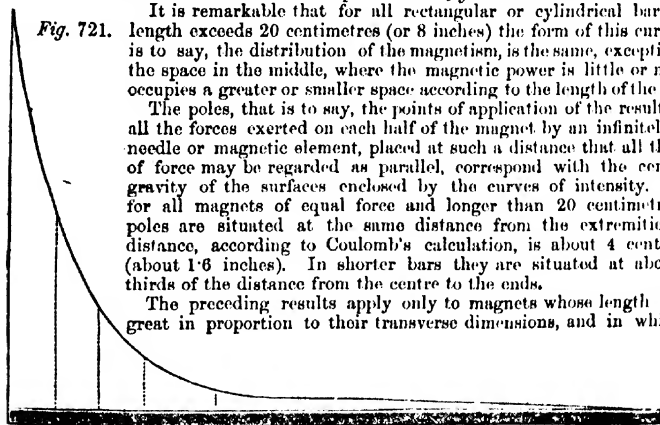 Fig. 721.
It is remarkable that for all rectangular or cylindrical bar
length exceeds 20 centimetres (or 8 inches) the form of this cur
is to say, the distribution of the magnetism, is the same, excepti
the space in the middle, where the magnetic power is little or n
occupies a greater or smaller space according to the length of the
The poles, that is to say, the points of application of the result
all the forces exerted on each half of the magnet by an infinitel
needle or magnetic element, placed at such a distance that all th
of force may be regarded as parallel, correspond with the cen
gravity of the surfaces enclosed by the curves of intensity.
for all magnets of equal force and longer than 20 centimetr
poles are situated at the same distance from the extremitie
distance, according to Coulomb's calculation, is about 4 cent
(about 1·6 inches). In shorter bars they are situated at abo
thirds of the distance from the centre to the ends.
The preceding results apply only to magnets whose length
great in proportion to their transverse dimensions, and in whi